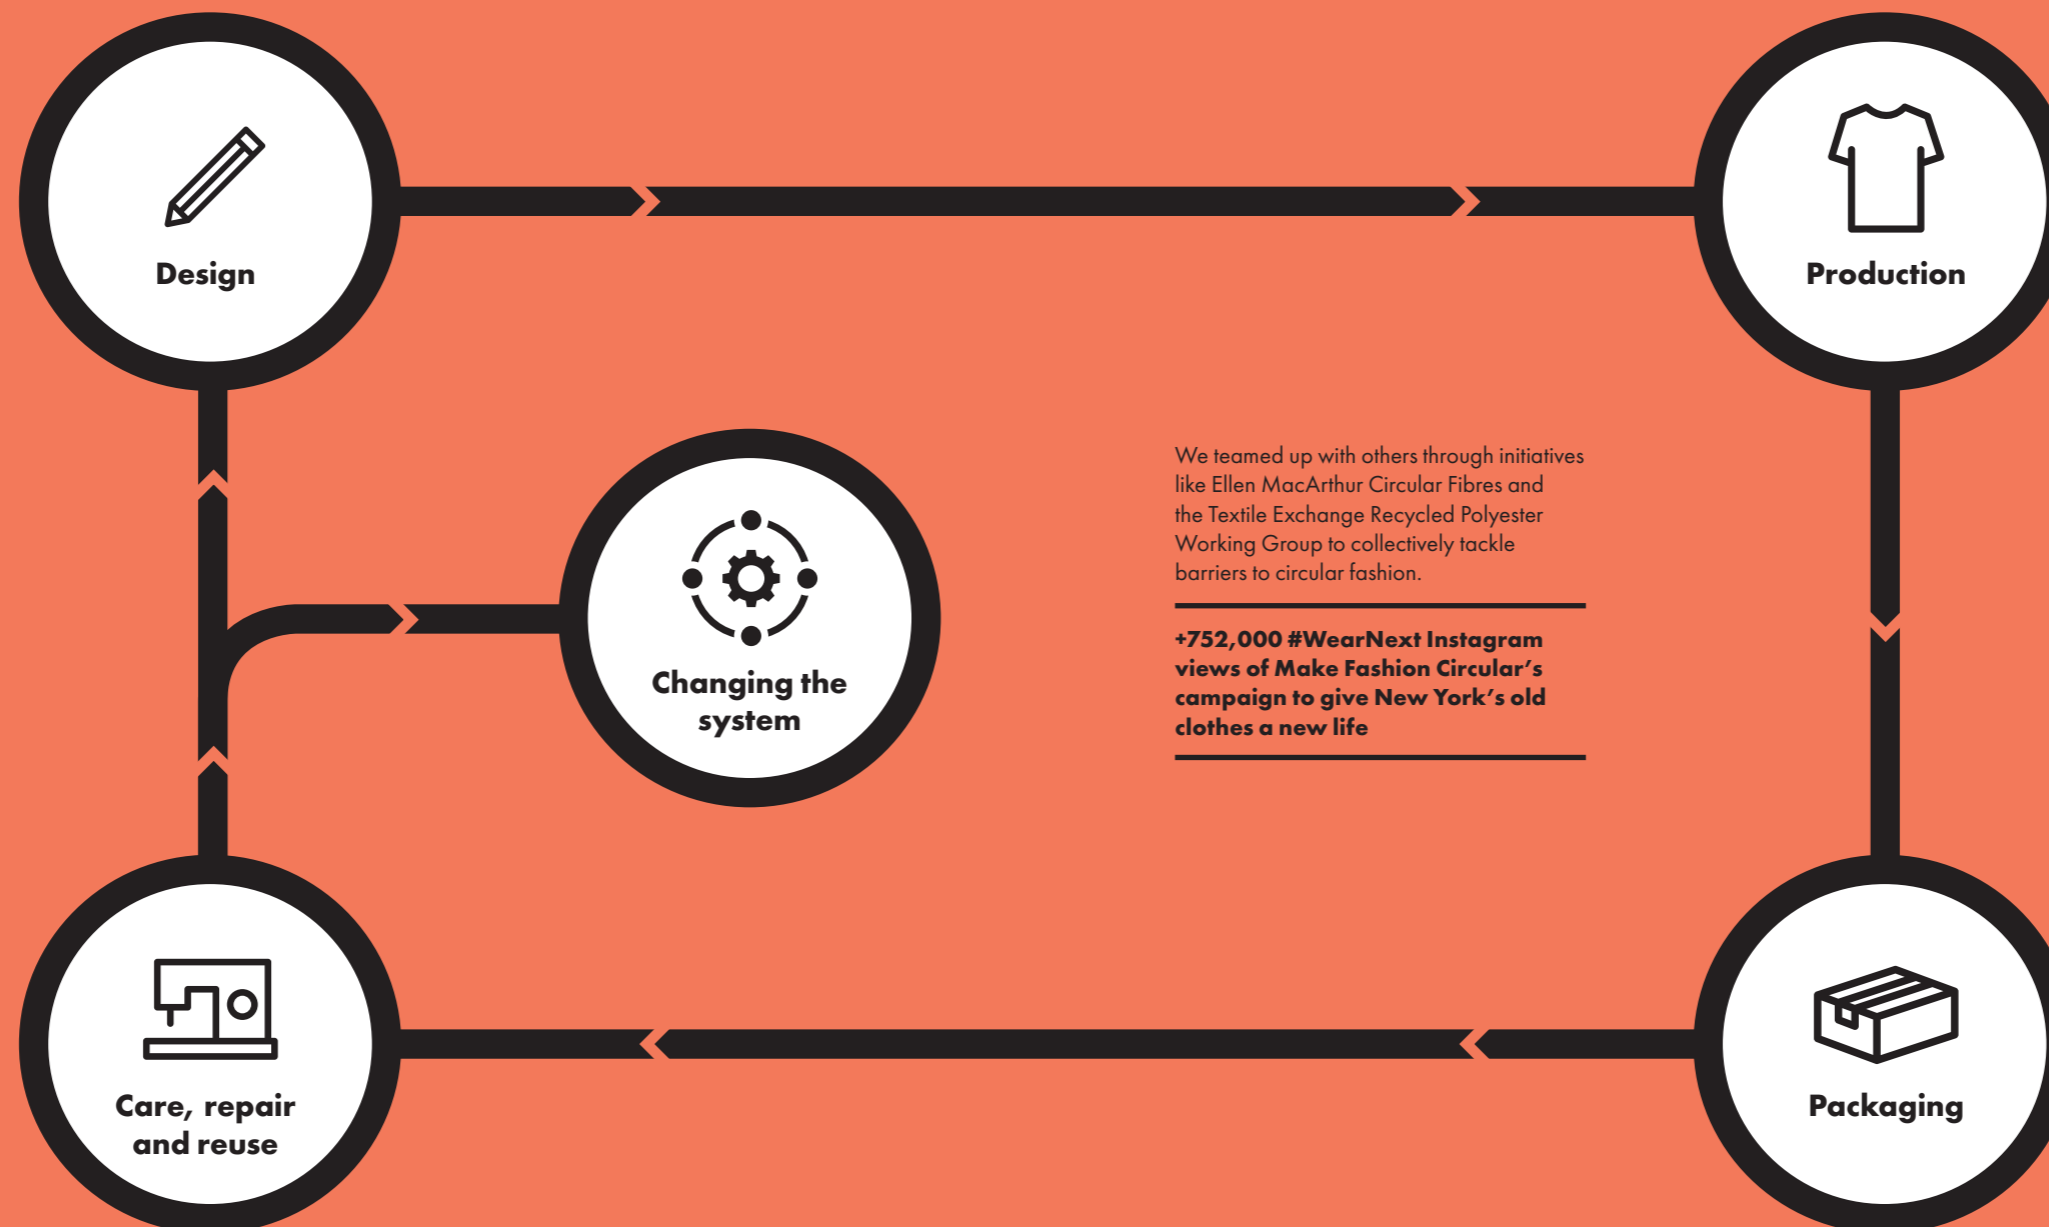 Design
Production
We teamed up with others through initiatives
like Ellen MacArthur Circular Fibres and
the Textile Exchange Recycled Polyester
Working Group to collectively tackle
barriers to circular fashion.
+752,000 #WearNext Instagram
views of Make Fashion Circular’s
campaign to give New York’s old
clothes a new life
Changing the
system
Care, repair
and reuse
Packaging